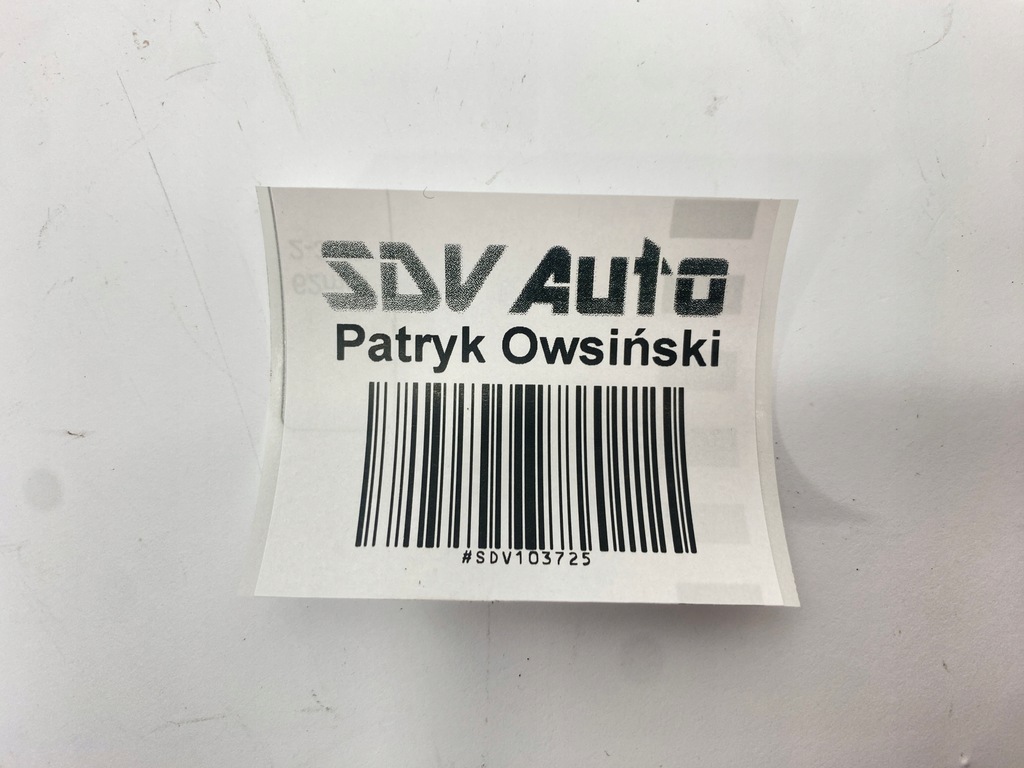 SDV Auto
Patryk Owsiński
#SDV103725